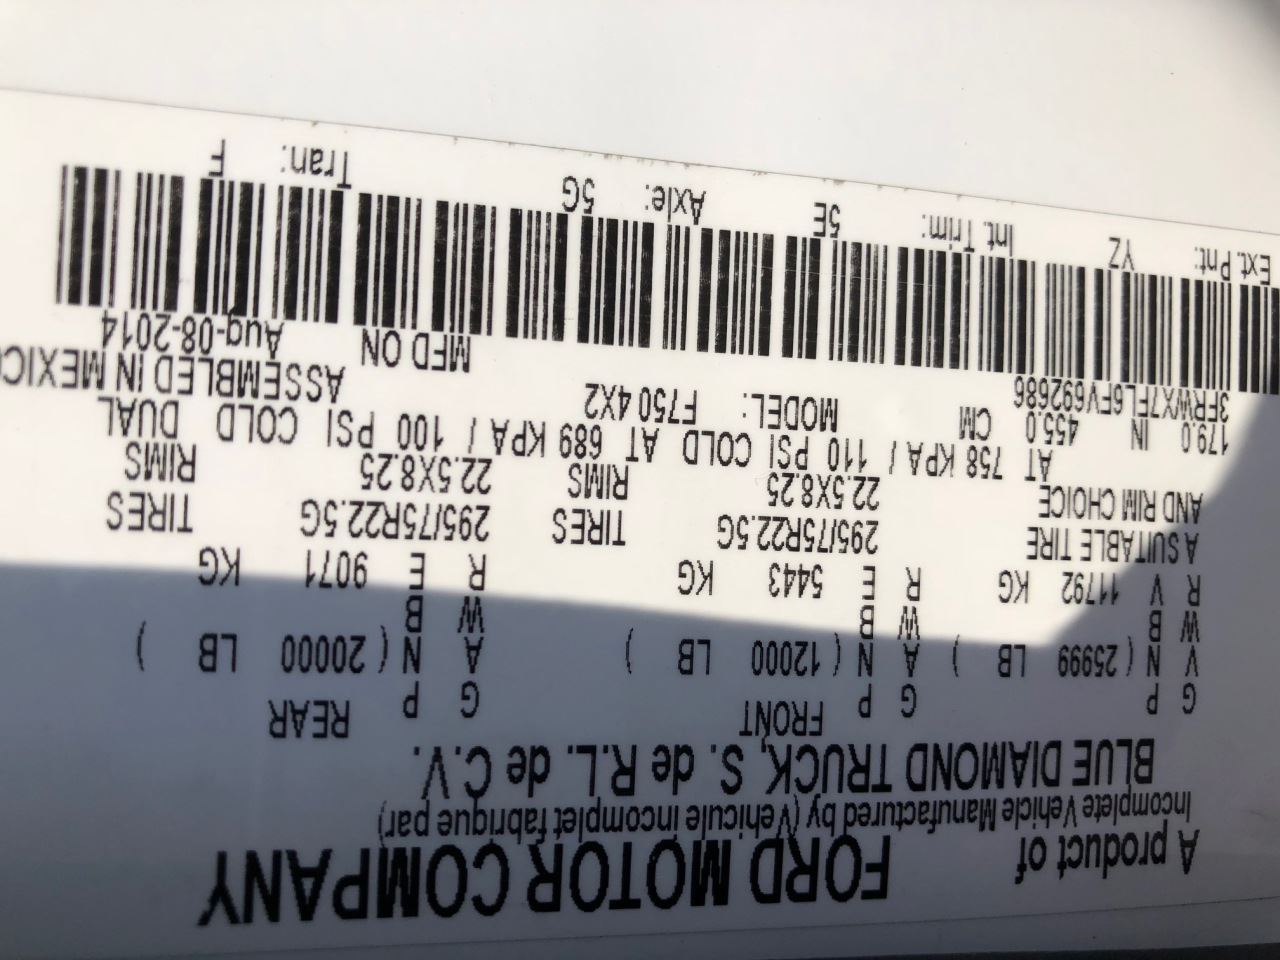 A product of FORD MOTOR COMPANY
Incomplete Vehicle Manufactured by (Vehicule incomplet fabrique par)
BLUE DIAMOND TRUCK, S. de R.L. de C.V.
G P FRONT G P REAR G P
V N ( 25999 LB ) A N ( 12000 LB ) A N ( 20000 LB )
W B W B W B
R V 11792 KG R E 5443 KG R E 9071 KG
A SUITABLE TIRE 295/75R22.5G TIRES 295/75R22.5G TIRES
AND RIM CHOICE 22.5X8.25 RIMS 22.5X8.25 RIMS
AT 758 KPA / 110 PSI COLD AT 689 KPA / 100 PSI COLD DUAL
179.0 IN 455.0 CM MODEL: F750 4X2 ASSEMBLED IN MEXICO
3FRWX7FL6FV692686 MFD ON Aug-08-2014
Ext. Pnt: YZ Int. Trim: 5E Axle: 5G Tran: F